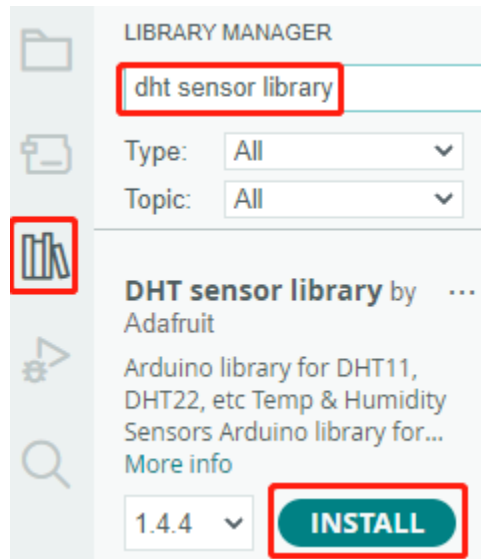 LIBRARY MANAGER
dht sensor library
Type: All
Topic: All
DHT sensor library by ...
Adafruit
Arduino library for DHT11,
DHT22, etc Temp & Humidity
Sensors Arduino library for...
More info
1.4.4 INSTALL